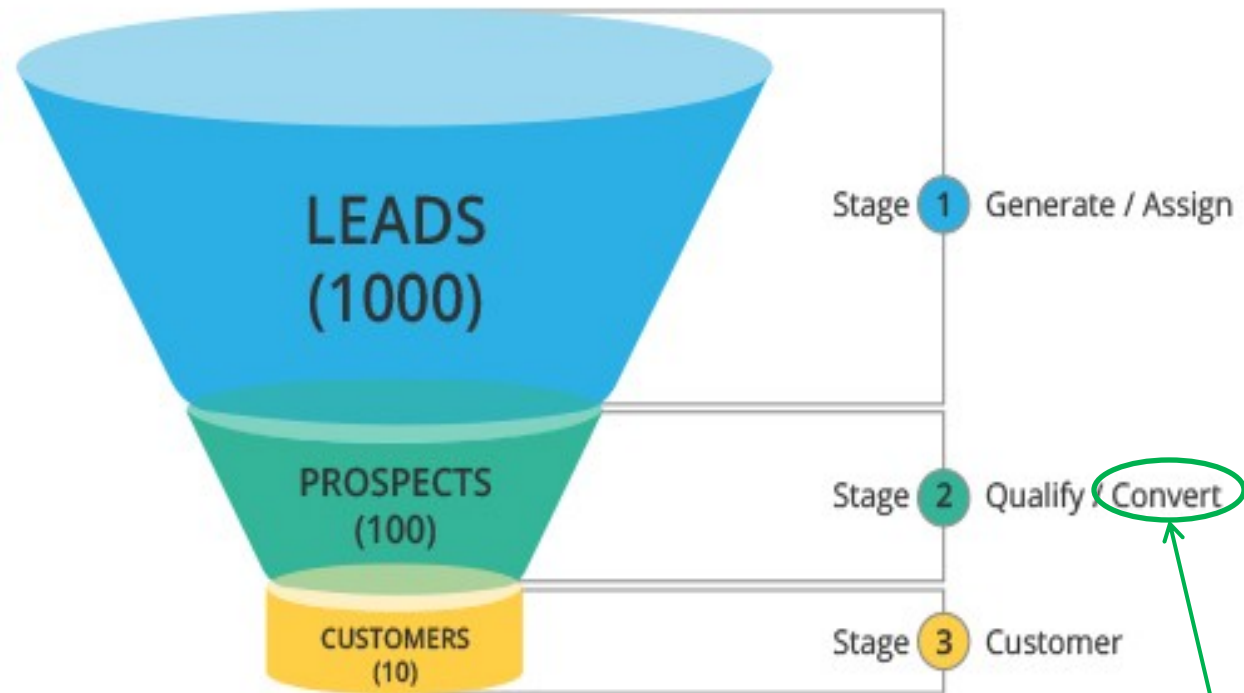 LEADS
(1000)
Stage 1 Generate / Assign
PROSPECTS
(100)
Stage 2 Qualify / Convert
CUSTOMERS
(10)
Stage 3 Customer